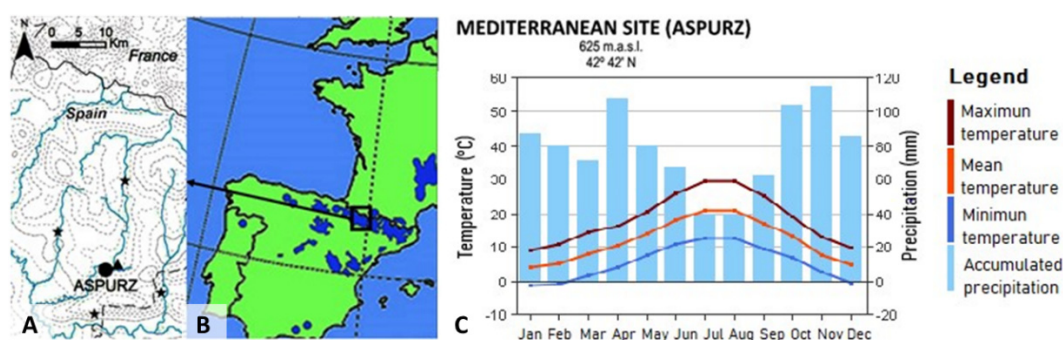 N
0 5 10
Km
France
Spain
ASPURZ
A
B
MEDITERRANEAN SITE (ASPURZ)
625 m.a.s.l.
42º 42' N
Temperature (ºC)
60
50
40
30
20
10
0
-10
120
100
80
60
40
20
0
-20
Precipitation (mm)
Jan Feb Mar Apr May Jun Jul Aug Sep Oct Nov Dec
C
Legend
Maximun
temperature
Mean
temperature
Minimun
temperature
Accumulated
precipitation